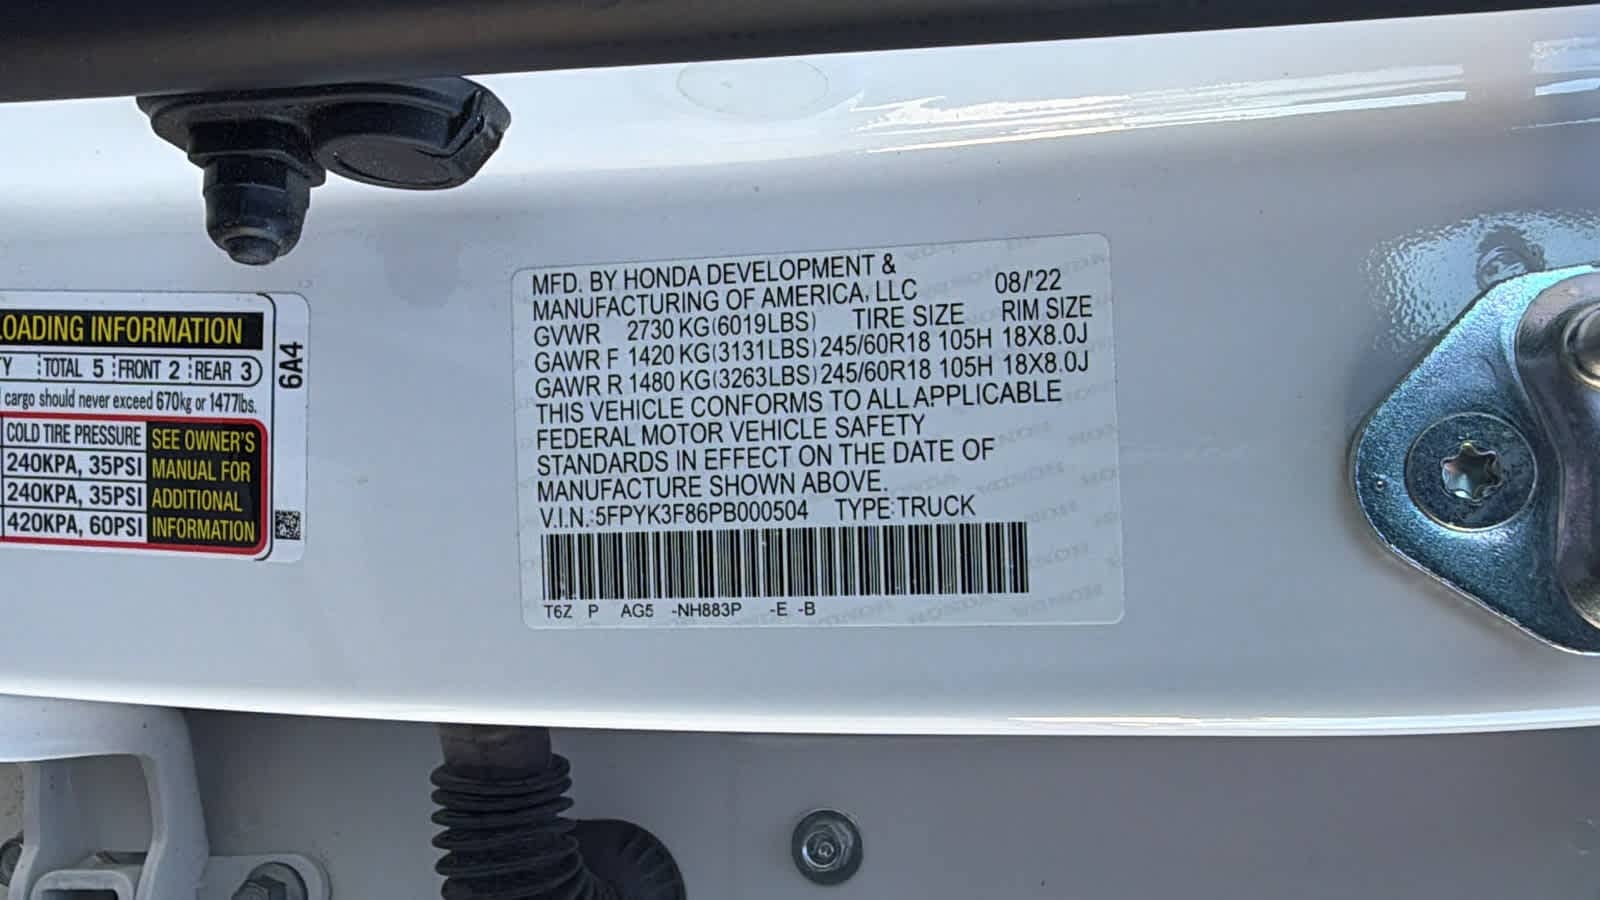 LOADING INFORMATION
TY TOTAL 5 FRONT 2 REAR 3
cargo should never exceed 670kg or 1477lbs.
COLD TIRE PRESSURE
240KPA, 35PSI
240KPA, 35PSI
420KPA, 60PSI
SEE OWNER'S
MANUAL FOR
ADDITIONAL
INFORMATION
6A4
MFD. BY HONDA DEVELOPMENT &
MANUFACTURING OF AMERICA, LLC 08/'22
GVWR 2730 KG(6019LBS) TIRE SIZE RIM SIZE
GAWR F 1420 KG(3131LBS) 245/60R18 105H 18X8.0J
GAWR R 1480 KG(3263LBS) 245/60R18 105H 18X8.0J
THIS VEHICLE CONFORMS TO ALL APPLICABLE
FEDERAL MOTOR VEHICLE SAFETY
STANDARDS IN EFFECT ON THE DATE OF
MANUFACTURE SHOWN ABOVE.
V.I.N.:5FPYK3F86PB000504 TYPE:TRUCK
T6Z P AG5 -NH883P -E -B